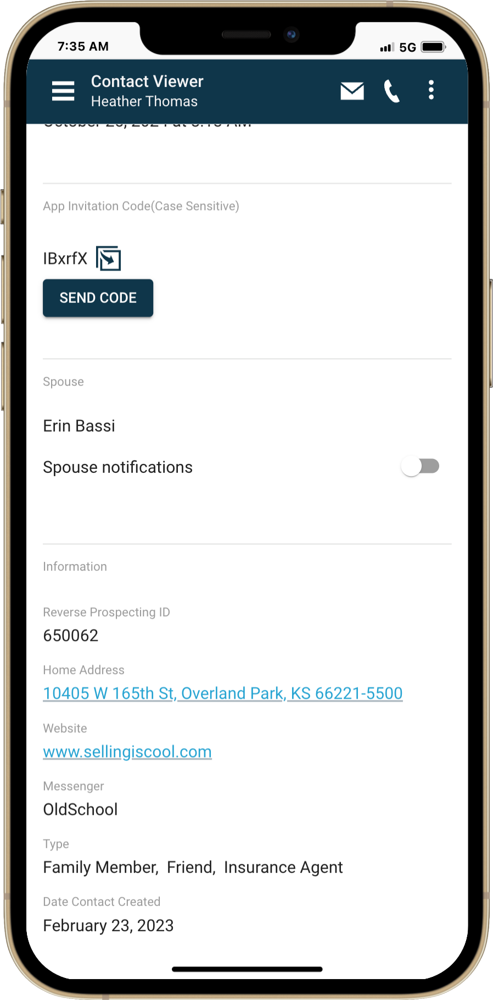 7:35 AM
5G
Contact Viewer
Heather Thomas
App Invitation Code(Case Sensitive)
IBxrfX
SEND CODE
Spouse
Erin Bassi
Spouse notifications
Information
Reverse Prospecting ID
650062
Home Address
10405 W 165th St, Overland Park, KS 66221-5500
Website
www.sellingiscool.com
Messenger
OldSchool
Type
Family Member, Friend, Insurance Agent
Date Contact Created
February 23, 2023